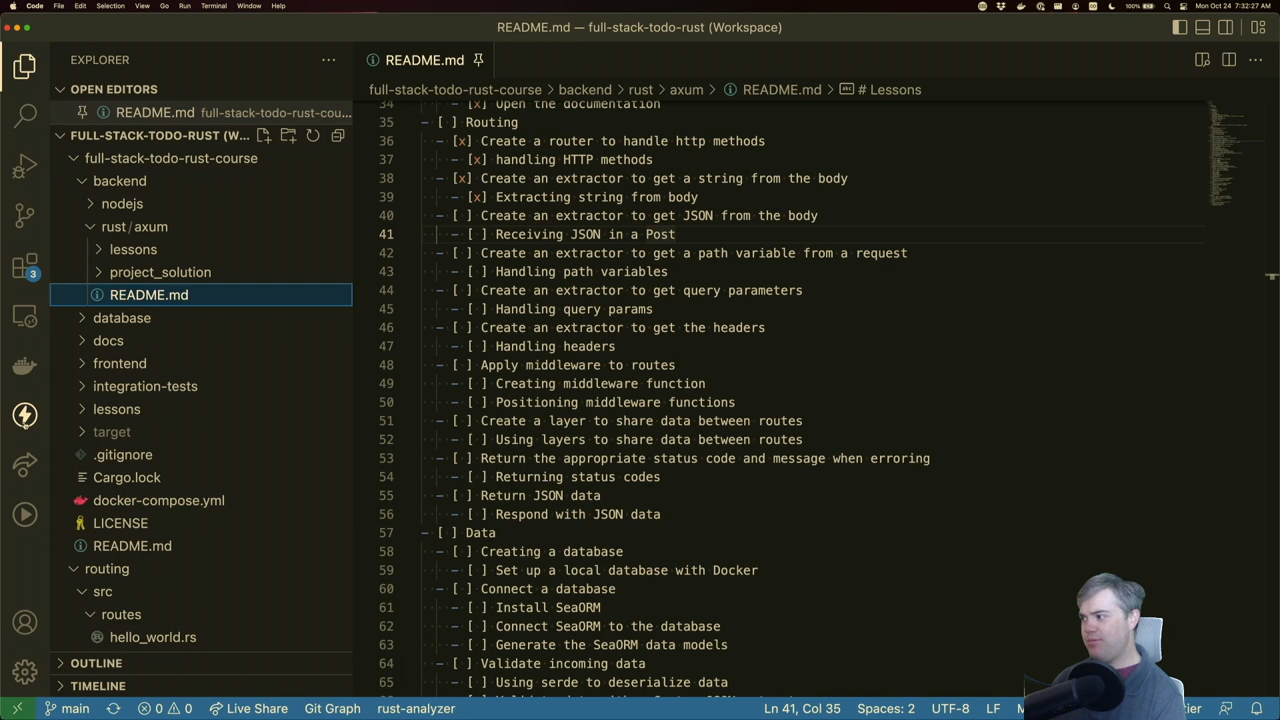 Code File Edit Selection View Go Run Terminal Window Help 100% Mon Oct 24 7:32:27 AM
README.md — full-stack-todo-rust (Workspace)
EXPLORER
OPEN EDITORS
README.md full-stack-todo-rust-cou...
FULL-STACK-TODO-RUST (W...
full-stack-todo-rust-course
backend
nodejs
rust/axum
lessons
project_solution
README.md
database
docs
frontend
integration-tests
lessons
target
.gitignore
Cargo.lock
docker-compose.yml
LICENSE
README.md
routing
src
routes
hello_world.rs
OUTLINE
TIMELINE
3
README.md
full-stack-todo-rust-course > backend > rust > axum > README.md > # Lessons
34 - [x] Open the documentation
35 - [ ] Routing
36 - [x] Create a router to handle http methods
37 - [x] handling HTTP methods
38 - [x] Create an extractor to get a string from the body
39 - [x] Extracting string from body
40 - [ ] Create an extractor to get JSON from the body
41 - [ ] Receiving JSON in a Post
42 - [ ] Create an extractor to get a path variable from a request
43 - [ ] Handling path variables
44 - [ ] Create an extractor to get query parameters
45 - [ ] Handling query params
46 - [ ] Create an extractor to get the headers
47 - [ ] Handling headers
48 - [ ] Apply middleware to routes
49 - [ ] Creating middleware function
50 - [ ] Positioning middleware functions
51 - [ ] Create a layer to share data between routes
52 - [ ] Using layers to share data between routes
53 - [ ] Return the appropriate status code and message when erroring
54 - [ ] Returning status codes
55 - [ ] Return JSON data
56 - [ ] Respond with JSON data
57 - [ ] Data
58 - [ ] Creating a database
59 - [ ] Set up a local database with Docker
60 - [ ] Connect a database
61 - [ ] Install SeaORM
62 - [ ] Connect SeaORM to the database
63 - [ ] Generate the SeaORM data models
64 - [ ] Validate incoming data
65 - [ ] Using serde to deserialize data
main 0 0 Live Share Git Graph rust-analyzer Ln 41, Col 35 Spaces: 2 UTF-8 LF